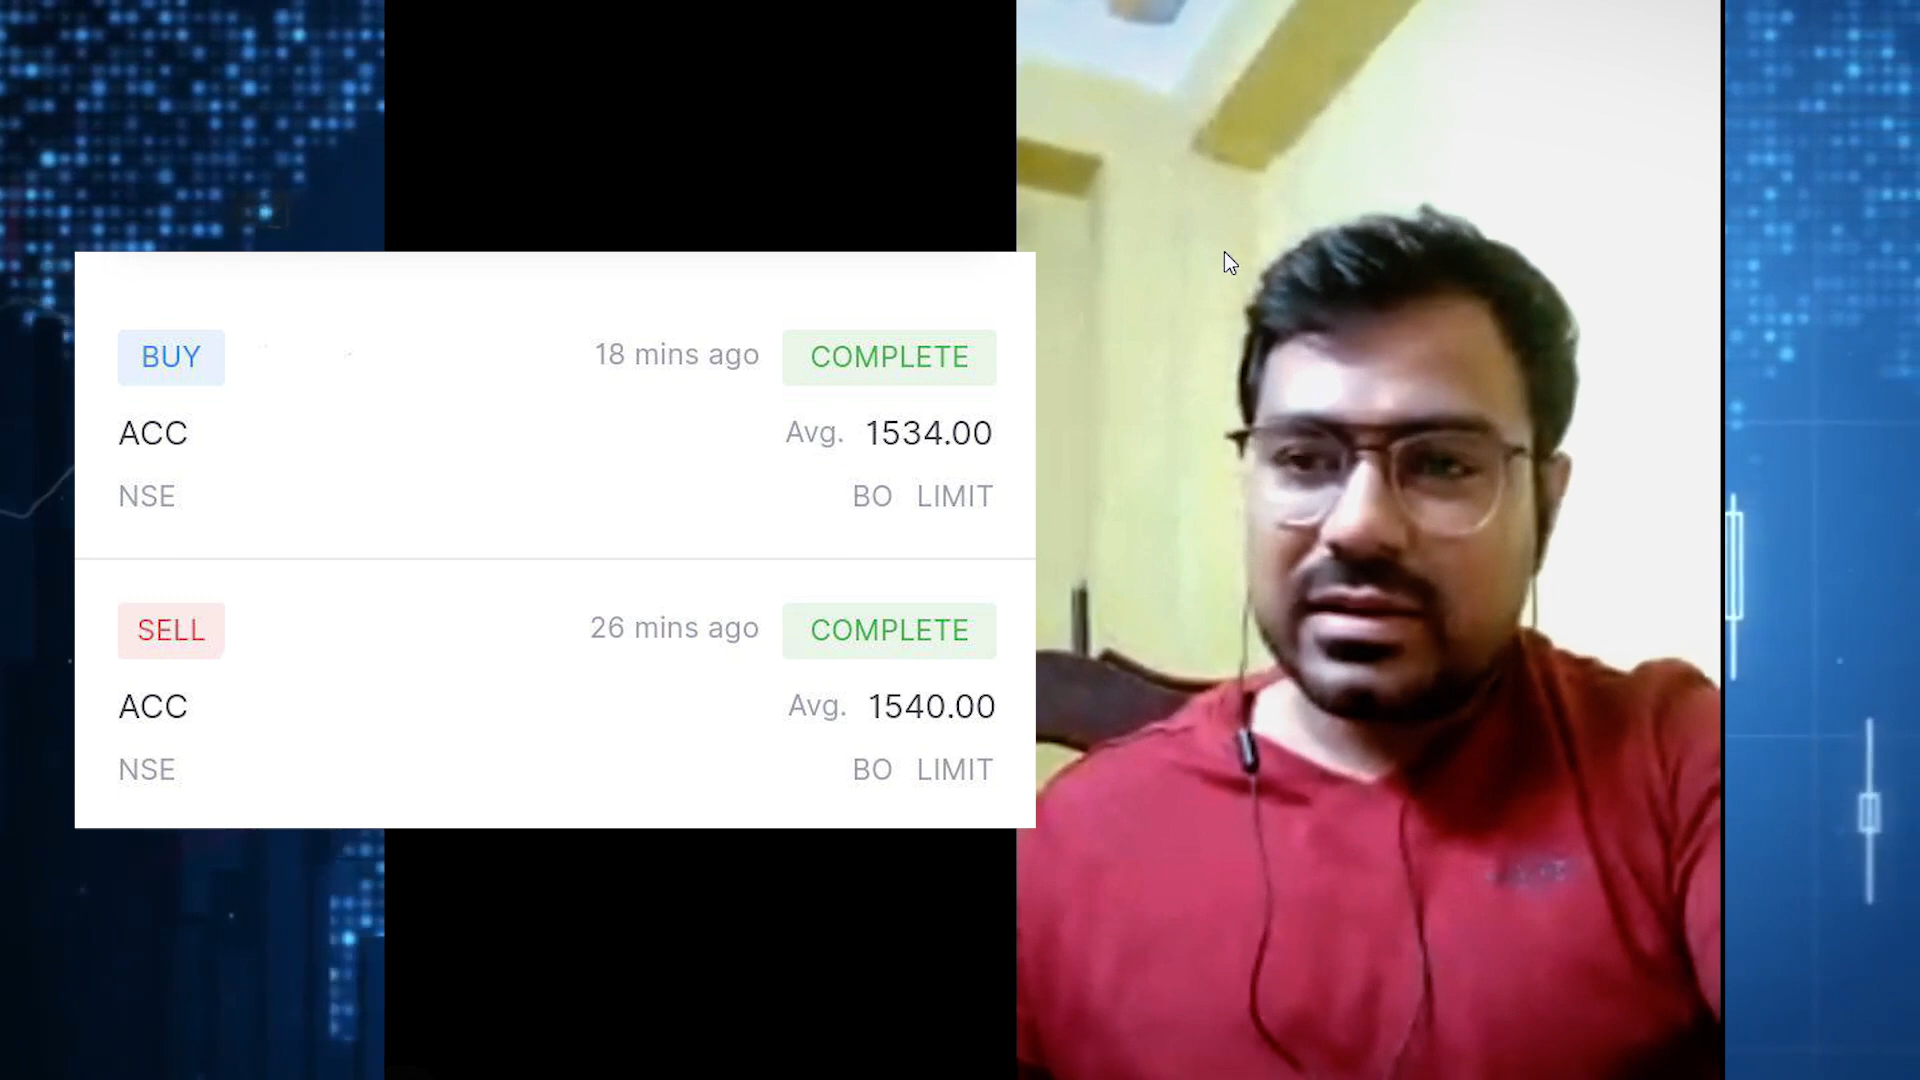 BUY 18 mins ago COMPLETE
ACC Avg. 1534.00
NSE BO LIMIT
SELL 26 mins ago COMPLETE
ACC Avg. 1540.00
NSE BO LIMIT